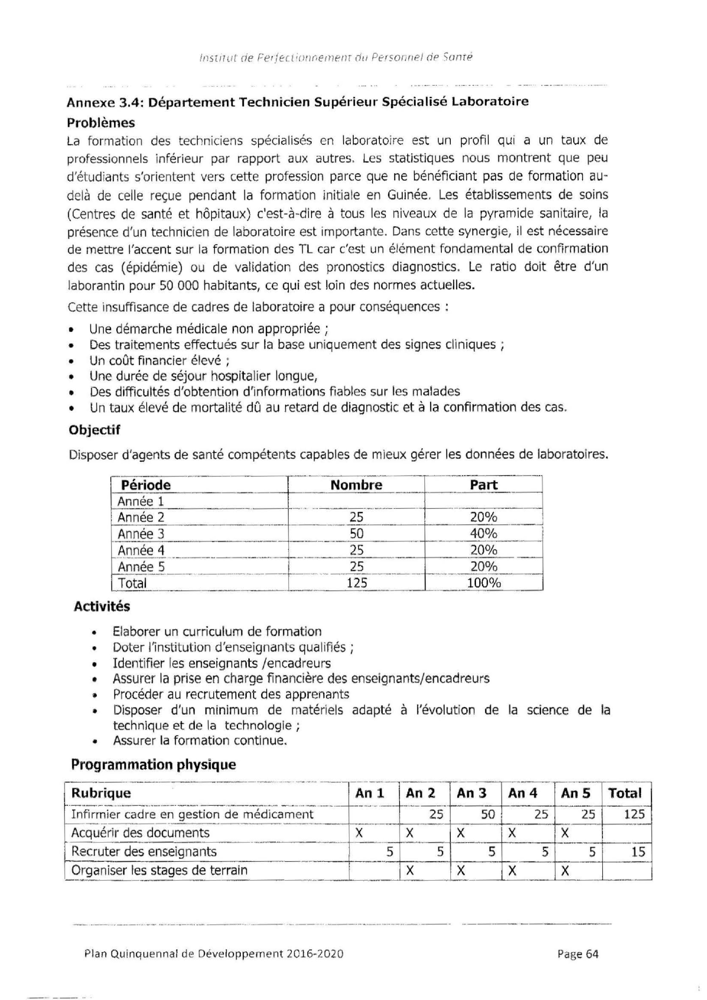 Institut de Perfectionnement du Personnel de Santé
Annexe 3.4: Département Technicien Supérieur Spécialisé Laboratoire
Problèmes
La formation des techniciens spécialisés en laboratoire est un profil qui a un taux de
professionnels inférieur par rapport aux autres. Les statistiques nous montrent que peu
d'étudiants s'orientent vers cette profession parce que ne bénéficiant pas de formation au-
delà de celle reçue pendant la formation initiale en Guinée. Les établissements de soins
(Centres de santé et hôpitaux) c'est-à-dire à tous les niveaux de la pyramide sanitaire, la
présence d'un technicien de laboratoire est importante. Dans cette synergie, il est nécessaire
de mettre l'accent sur la formation des TL car c'est un élément fondamental de confirmation
des cas (épidémie) ou de validation des pronostics diagnostics. Le ratio doit être d'un
laborantin pour 50 000 habitants, ce qui est loin des normes actuelles.
Cette insuffisance de cadres de laboratoire a pour conséquences :
• Une démarche médicale non appropriée ;
• Des traitements effectués sur la base uniquement des signes cliniques ;
• Un coût financier élevé ;
• Une durée de séjour hospitalier longue,
• Des difficultés d'obtention d'informations fiables sur les malades
• Un taux élevé de mortalité dû au retard de diagnostic et à la confirmation des cas.
Objectif
Disposer d'agents de santé compétents capables de mieux gérer les données de laboratoires.
Période Nombre Part
Année 1
Année 2 25 20%
Année 3 50 40%
Année 4 25 20%
Année 5 25 20%
Total 125 100%
Activités
• Elaborer un curriculum de formation
• Doter l'institution d'enseignants qualifiés ;
• Identifier les enseignants /encadreurs
• Assurer la prise en charge financière des enseignants/encadreurs
• Procéder au recrutement des apprenants
• Disposer d'un minimum de matériels adapté à l'évolution de la science de la
technique et de la technologie ;
• Assurer la formation continue.
Programmation physique
Rubrique An 1 An 2 An 3 An 4 An 5 Total
Infirmier cadre en gestion de médicament 25 50 25 25 125
Acquérir des documents X X X X X
Recruter des enseignants 5 5 5 5 5 15
Organiser les stages de terrain X X X X
Plan Quinquennal de Développement 2016-2020 Page 64